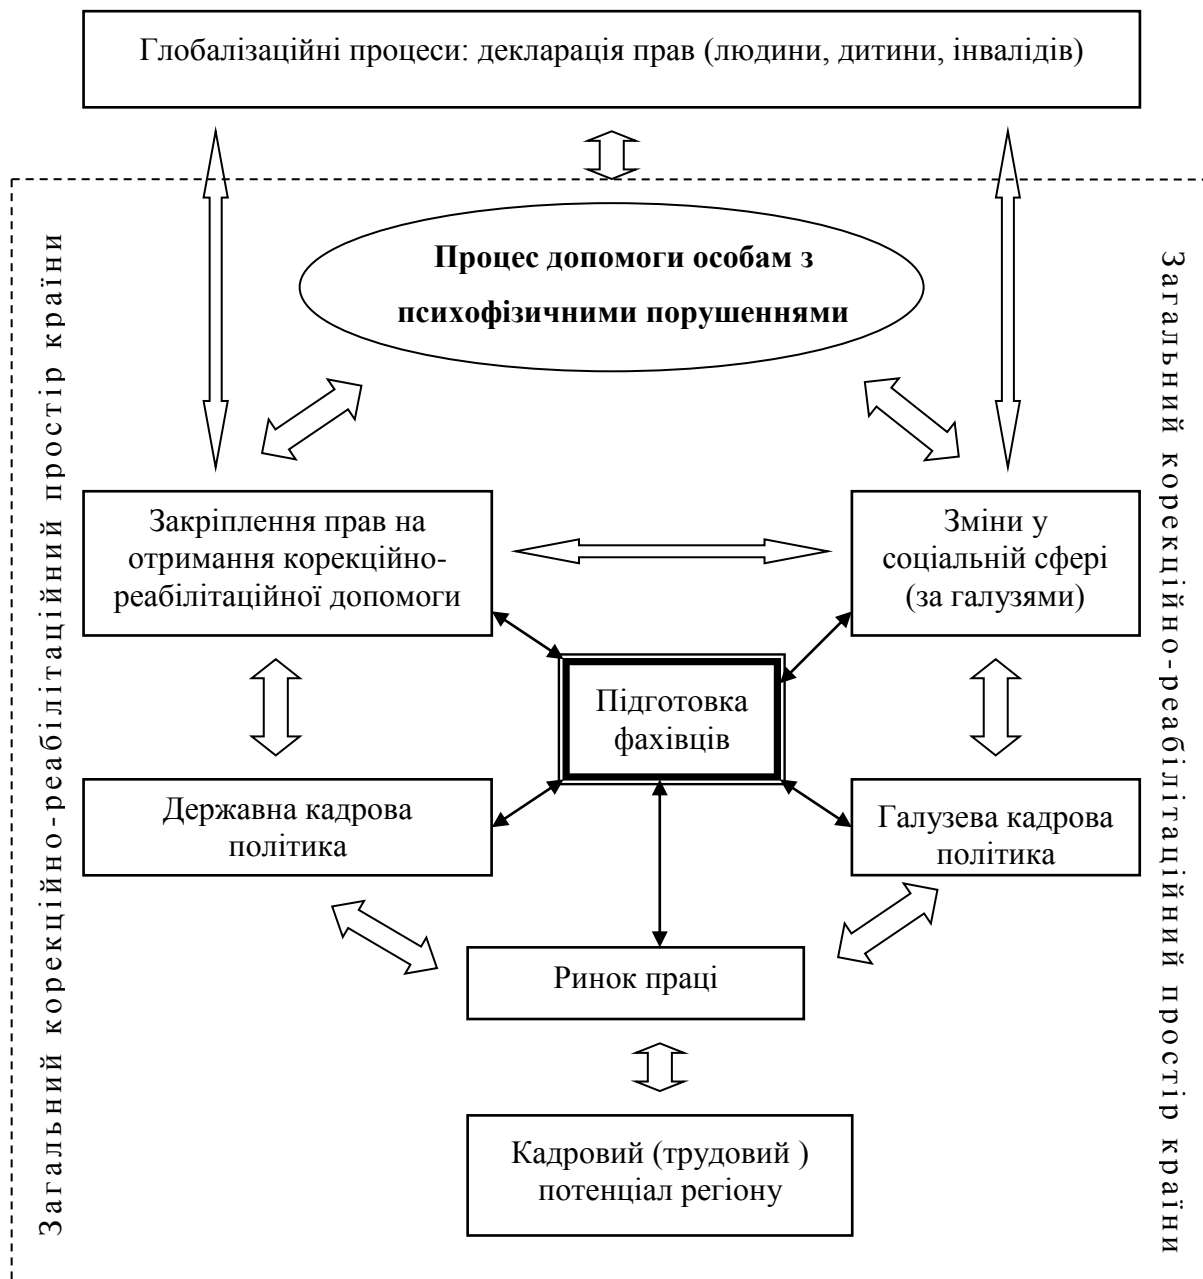 Глобалізаційні процеси: декларація прав (людини, дитини, інвалідів)
Загальний корекційно-реабілітаційний простір країни
Процес допомоги особам з
психофізичними порушеннями
Загальний корекційно-реабілітаційний простір країни
Закріплення прав на
отримання корекційно-
реабілітаційної допомоги
Зміни у
соціальній сфері
(за галузями)
Підготовка
фахівців
Державна кадрова
політика
Галузева кадрова
політика
Ринок праці
Кадровий (трудовий )
потенціал регіону